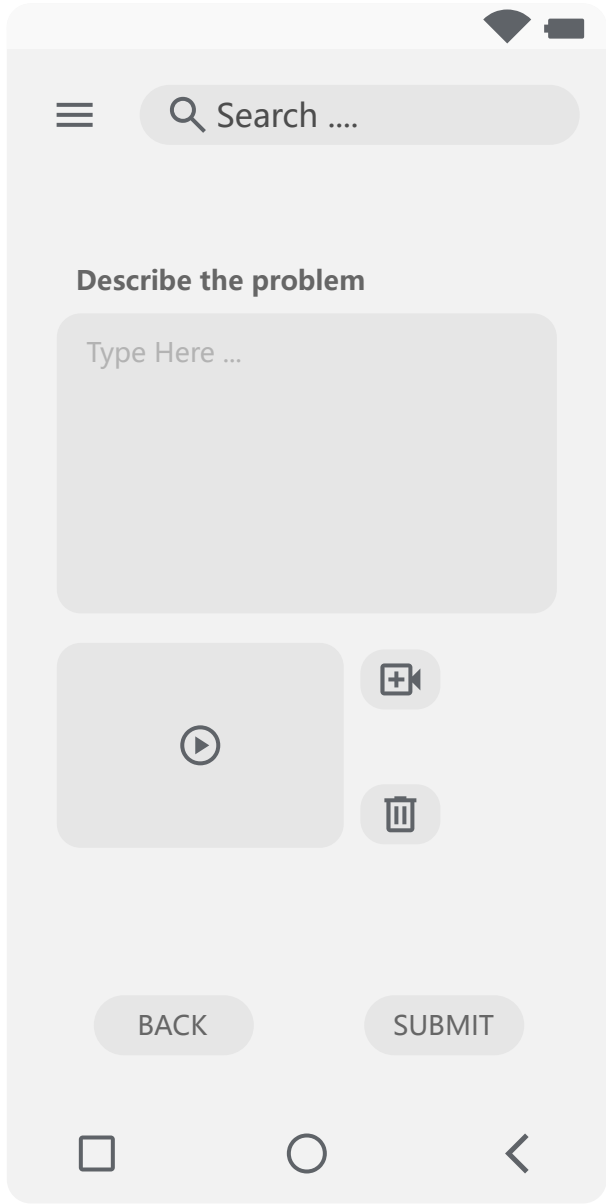 Search ....
Describe the problem
Type Here ...
BACK
SUBMIT